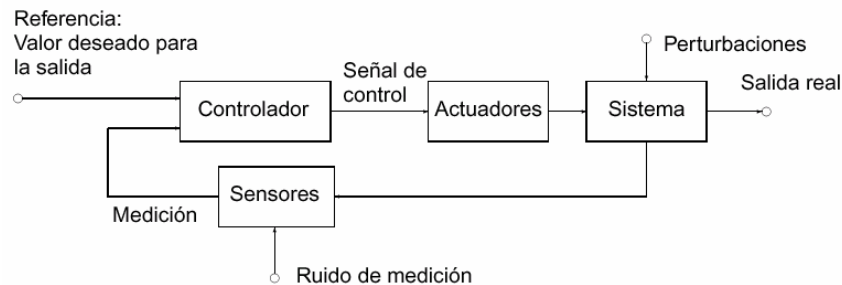 Referencia:
Valor deseado para
la salida
Perturbaciones
Señal de
control
Salida real
Controlador
Actuadores
Sistema
Sensores
Medición
Ruido de medición